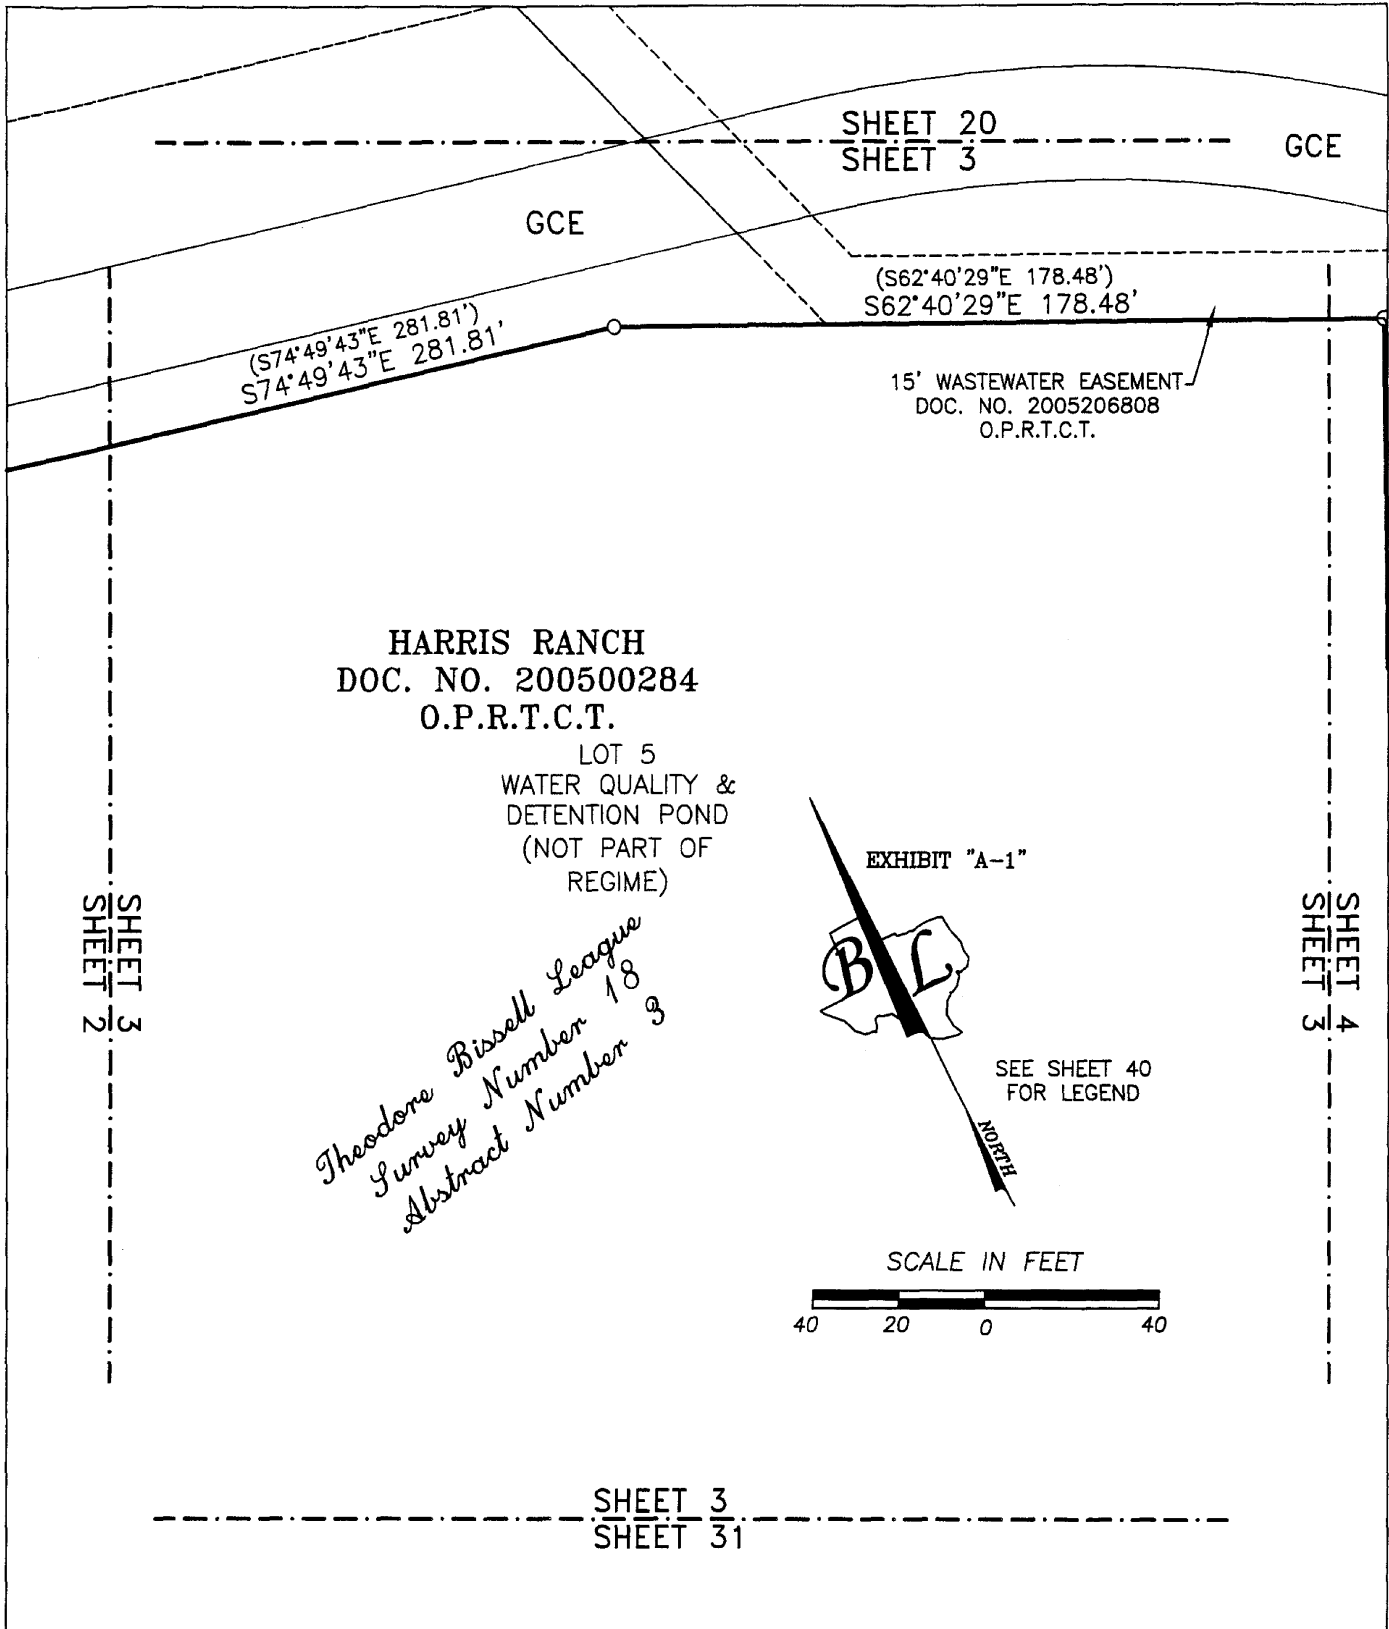 SHEET 20
SHEET 3
GCE
GCE
(S62°40'29"E 178.48')
S62°40'29"E 178.48'
(S74°49'43"E 281.81')
S74°49'43"E 281.81'
15' WASTEWATER EASEMENT
DOC. NO. 2005206808
O.P.R.T.C.T.
HARRIS RANCH
DOC. NO. 200500284
O.P.R.T.C.T.
LOT 5
WATER QUALITY &
DETENTION POND
(NOT PART OF
REGIME)
EXHIBIT "A-1"
SHEET 3
SHEET 2
SHEET 4
SHEET 3
B L
Theodore Bissell League
Survey Number 18
Abstract Number 3
SEE SHEET 40
FOR LEGEND
NORTH
SCALE IN FEET
40 20 0 40
SHEET 3
SHEET 31